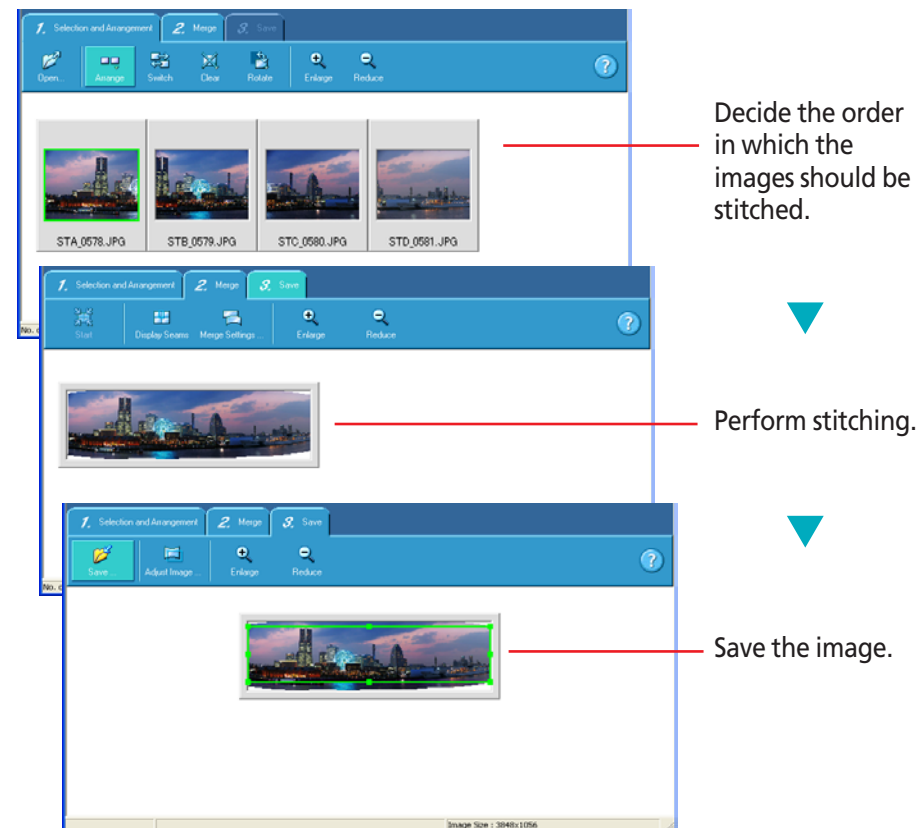 1. Selection and Arrangement 2. Merge 3. Save
Open... Arrange Switch Clear Rotate Enlarge Reduce ?
Decide the order
in which the
images should be
stitched.
STA_0578.JPG STB_0579.JPG STC_0580.JPG STD_0581.JPG
1. Selection and Arrangement 2. Merge 3. Save
No.
Start Display Seams Merge Settings ... Enlarge Reduce ?
Perform stitching.
1. Selection and Arrangement 2. Merge 3. Save
Save ... Adjust Image ... Enlarge Reduce ?
No.
Save the image.
Image Size : 3848x1056